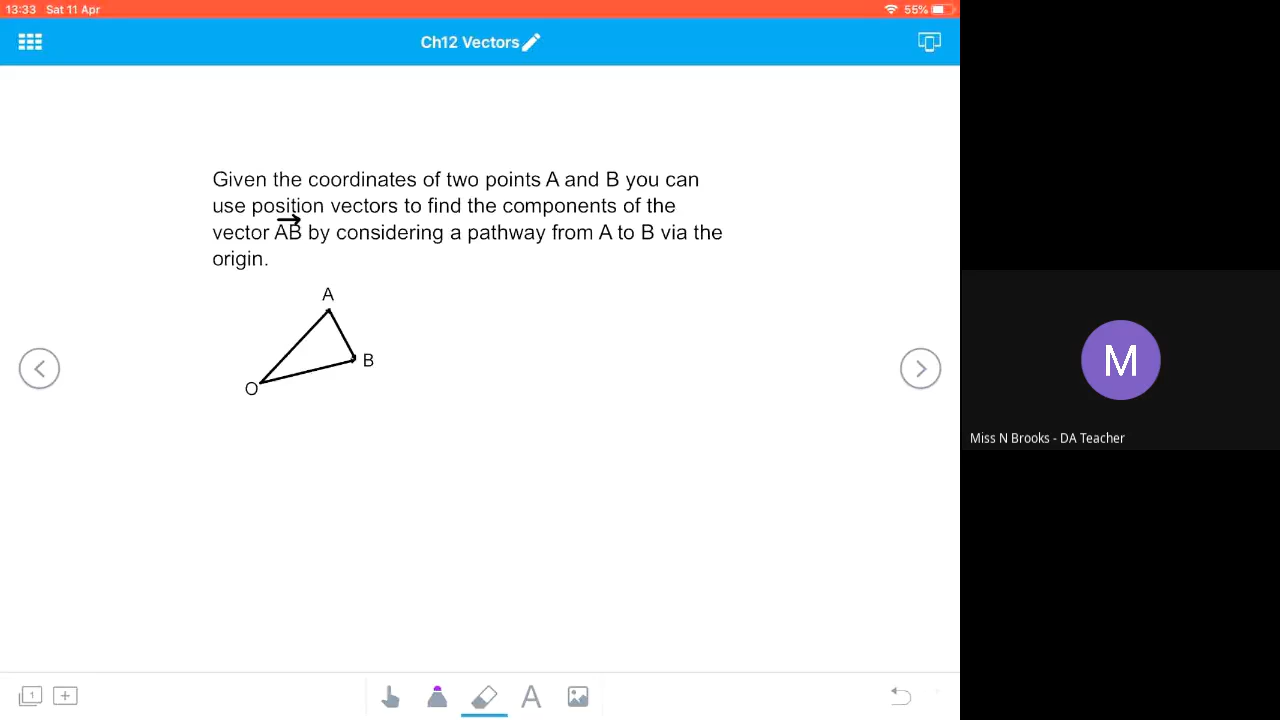 13:33 Sat 11 Apr
55%
Ch12 Vectors
Given the coordinates of two points A and B you can
use position vectors to find the components of the
vector AB by considering a pathway from A to B via the
origin.
A
B
O
M
Miss N Brooks - DA Teacher
1
A